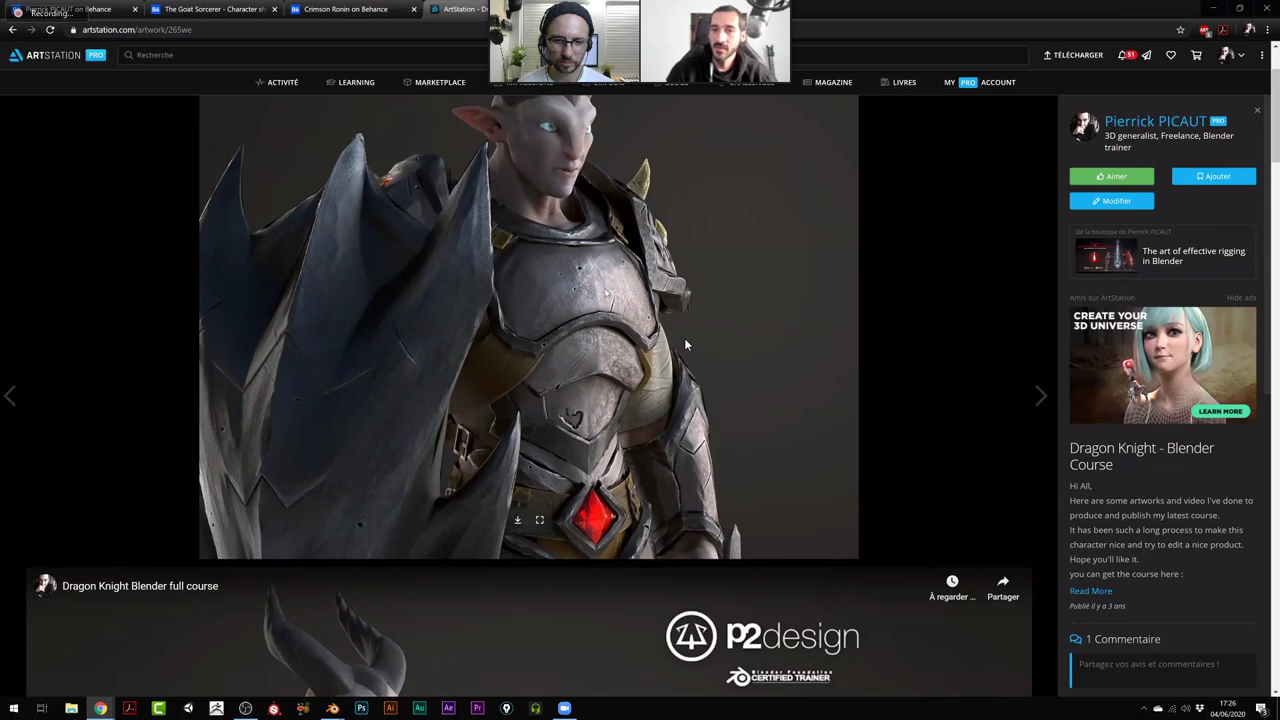 Recording...
Pierrick PICAUT on Behance
The Goat Sorcerer - Character s
Crimson Ronin on Behance
ArtStation - D
artstation.com/artwork/265we
ARTSTATION PRO
Recherche
TÉLÉCHARGER
51
ACTIVITÉ
LEARNING
MARKETPLACE
MAGAZINE
LIVRES
MY PRO ACCOUNT
Pierrick PICAUT PRO
3D generalist, Freelance, Blender
trainer
Aimer
Ajouter
Modifier
De la boutique de Pierrick PICAUT
The art of effective rigging
in Blender
Amis sur ArtStation
Hide ads
CREATE YOUR
3D UNIVERSE
LEARN MORE
Dragon Knight - Blender
Course
Hi All,
Here are some artworks and video I've done to
produce and publish my latest course.
It has been such a long process to make this
character nice and try to edit a nice product.
Hope you'll like it.
you can get the course here :
Read More
Publié il y a 3 ans
1 Commentaire
Partagez vos avis et commentaires !
Dragon Knight Blender full course
À regarder ...
Partager
p2design
Blender Foundation
CERTIFIED TRAINER
Ps
Ai
Au
Ae
Pr
17:26
04/06/2020